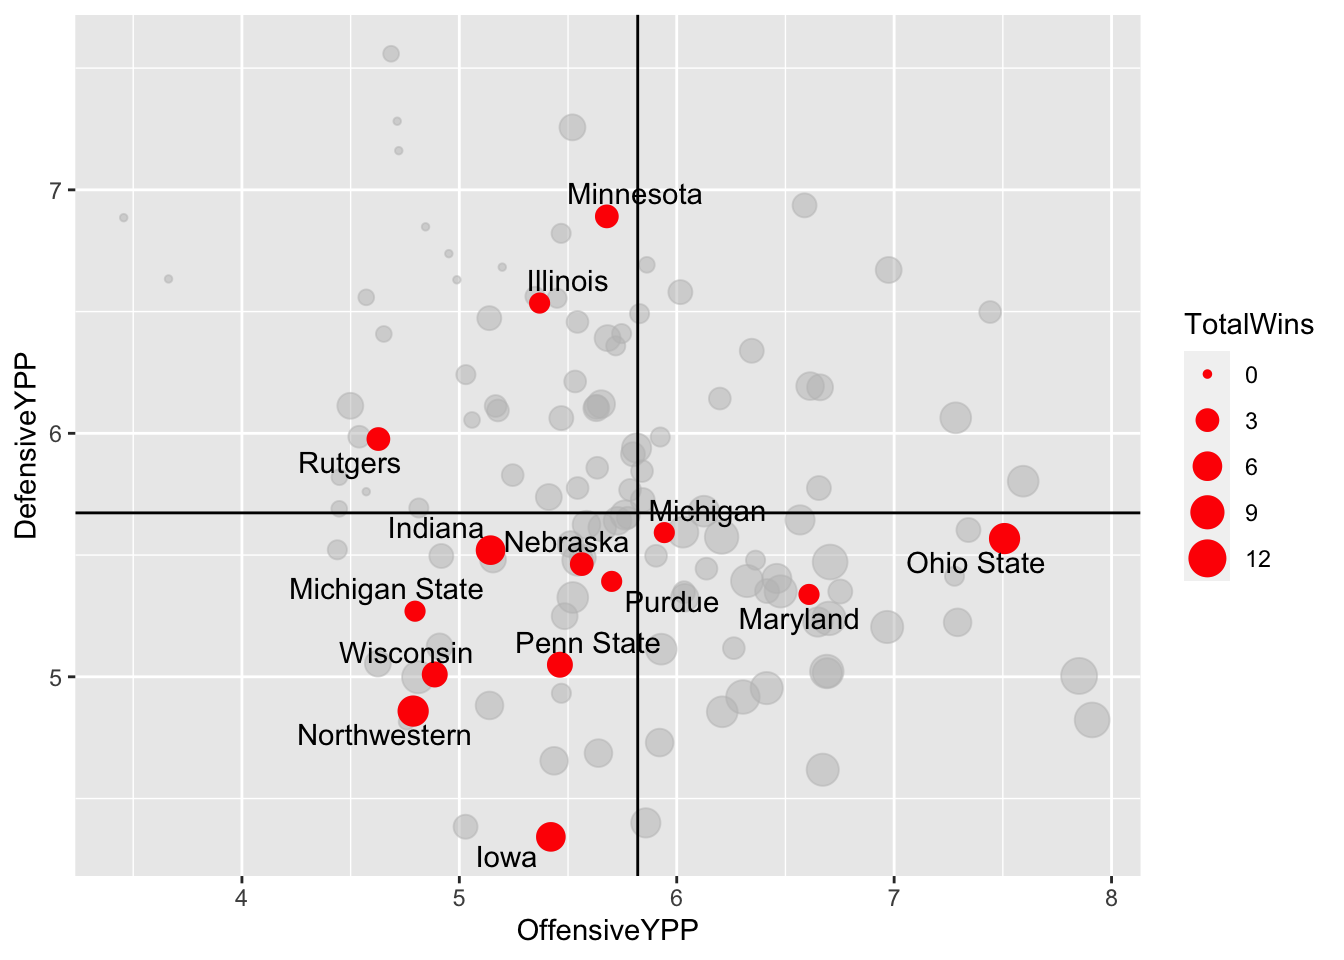 7
6
5
DefensiveYPP
Minnesota
Illinois
Rutgers
Michigan
Indiana
Nebraska
Ohio State
Michigan State
Purdue
Maryland
Penn State
Wisconsin
Northwestern
Iowa
4
5
6
7
8
OffensiveYPP
TotalWins
0
3
6
9
12